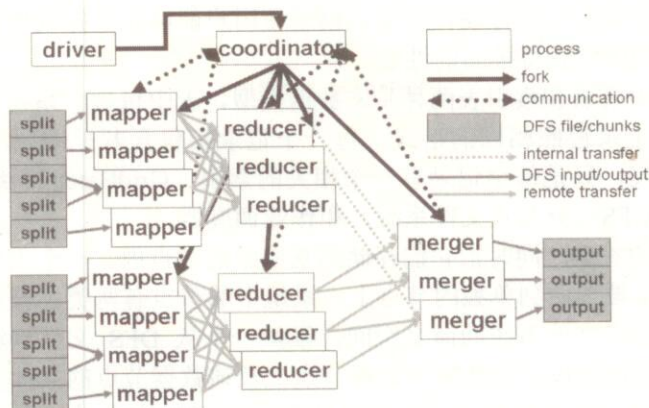 driver
coordinator
process
fork
communication
DFS file/chunks
internal transfer
DFS input/output
remote transfer
split
split
split
split
split
mapper
mapper
mapper
mapper
reducer
reducer
reducer
split
split
split
split
split
mapper
mapper
mapper
mapper
reducer
reducer
reducer
merger
merger
merger
output
output
output